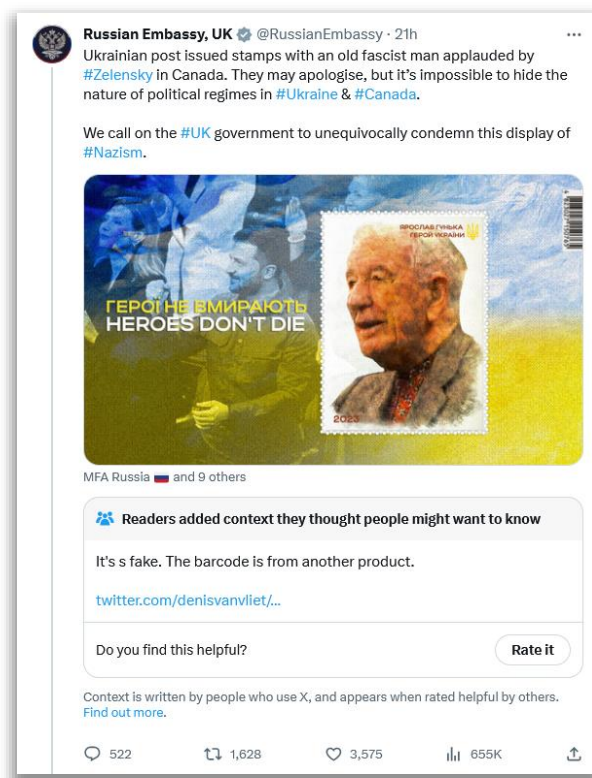 Russian Embassy, UK @RussianEmbassy · 21h
Ukrainian post issued stamps with an old fascist man applauded by
#Zelensky in Canada. They may apologise, but it’s impossible to hide the
nature of political regimes in #Ukraine & #Canada.
We call on the #UK government to unequivocally condemn this display of
#Nazism.
ЯРОСЛАВ ГУНЬКА
ГЕРОЙ УКРАЇНИ
ГЕРОЇ НЕ ВМИРАЮТЬ
HEROES DON'T DIE
2023
MFA Russia and 9 others
Readers added context they thought people might want to know
It's s fake. The barcode is from another product.
twitter.com/denisvanvliet/...
Do you find this helpful?
Rate it
Context is written by people who use X, and appears when rated helpful by others.
Find out more.
522 1,628 3,575 655K